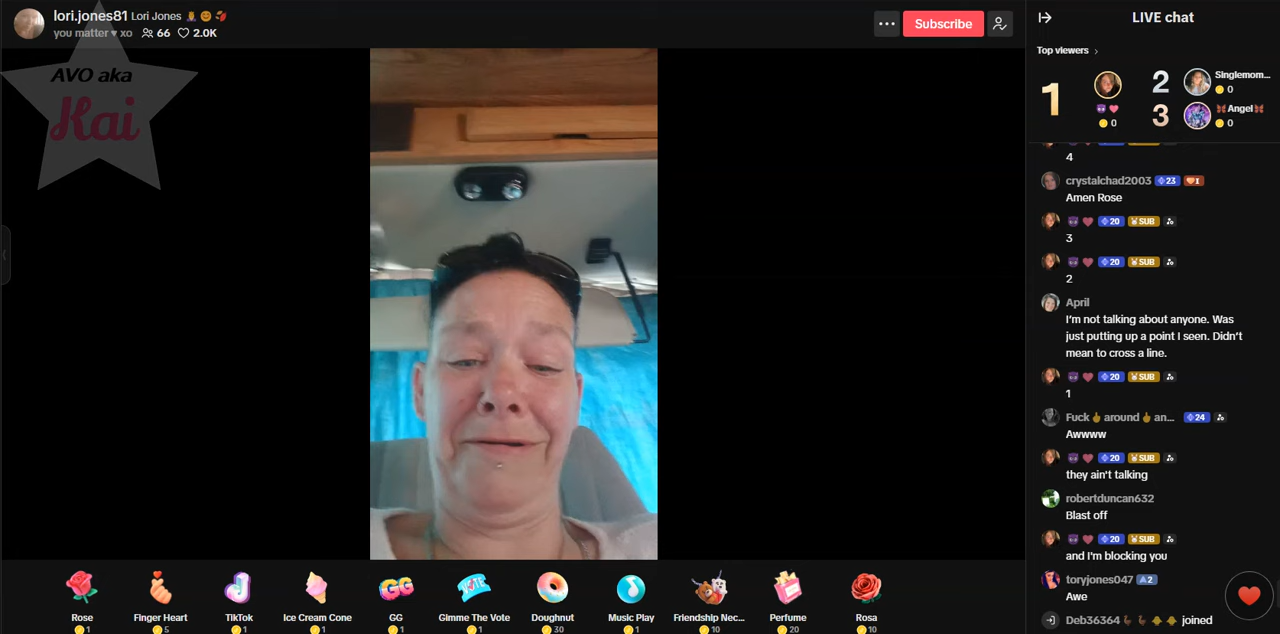 lori.jones81 Lori Jones
you matter ♥ xo 66 2.0K
Subscribe
AVO aka
Kai
LIVE chat
Top viewers
1
0
2
Singlemom...
0
3
Angel
0
4
crystalchad2003 23 I
Amen Rose
20 SUB
3
20 SUB
2
April
I'm not talking about anyone. Was
just putting up a point I seen. Didn't
mean to cross a line.
20 SUB
1
Fuck around an... 24
Awwww
20 SUB
they ain't talking
robertduncan632
Blast off
20 SUB
and I'm blocking you
toryjones047 2
Awe
Deb36364 joined
GG
VOTE
Rose
1
Finger Heart
5
TikTok
1
Ice Cream Cone
1
GG
1
Gimme The Vote
1
Doughnut
30
Music Play
1
Friendship Nec...
10
Perfume
20
Rosa
10